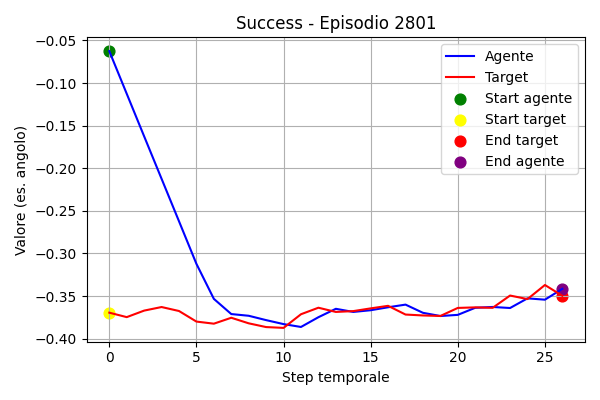 Success - Episodio 2801
Valore (es. angolo)
−0.05
−0.10
−0.15
−0.20
−0.25
−0.30
−0.35
−0.40
Agente
Target
Start agente
Start target
End target
End agente
0 5 10 15 20 25
Step temporale